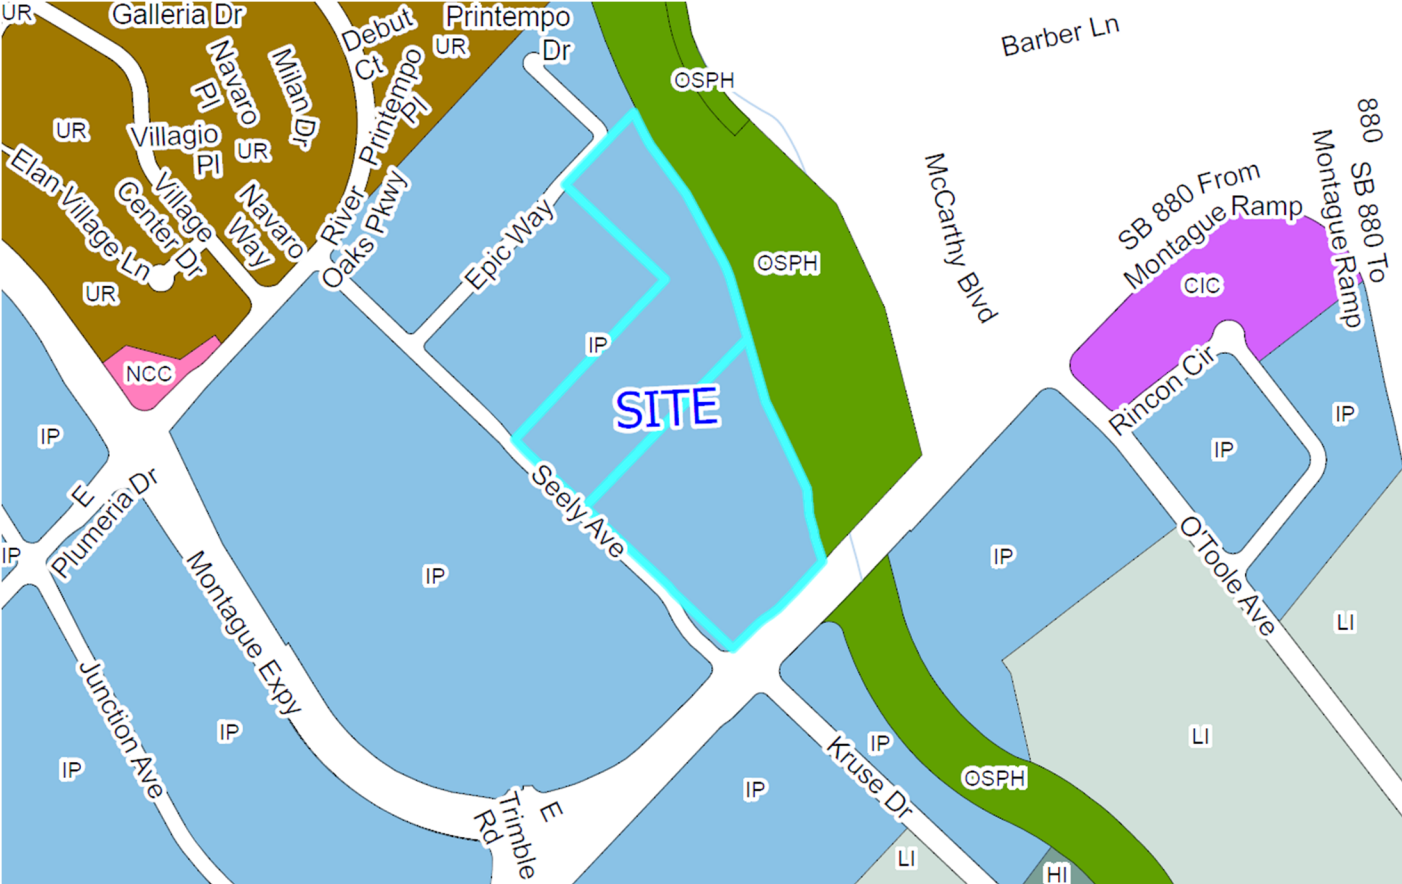 UR
Galleria Dr
Debut
Ct
Printempo
Dr
UR
Navaro
Pl
Milan Dr
Printempo
Pl
OSPH
Barber Ln
UR
Villagio
Pl
UR
880
Elan Village Ln
Village
Center Dr
Navaro
Way
River
Oaks Pkwy
Epic Way
McCarthy Blvd
SB 880 From
Montague Ramp
SB 880 To
Montague Ramp
OSPH
CIC
UR
IP
NCC
SITE
Rincon Cir
IP
IP
IP
E
Plumeria Dr
Seely Ave
IP
IP
IP
O'Toole Ave
Montague Expy
LI
Junction Ave
IP
IP
IP
Kruse Dr
IP
OSPH
LI
E
Trimble
Rd
LI
HI